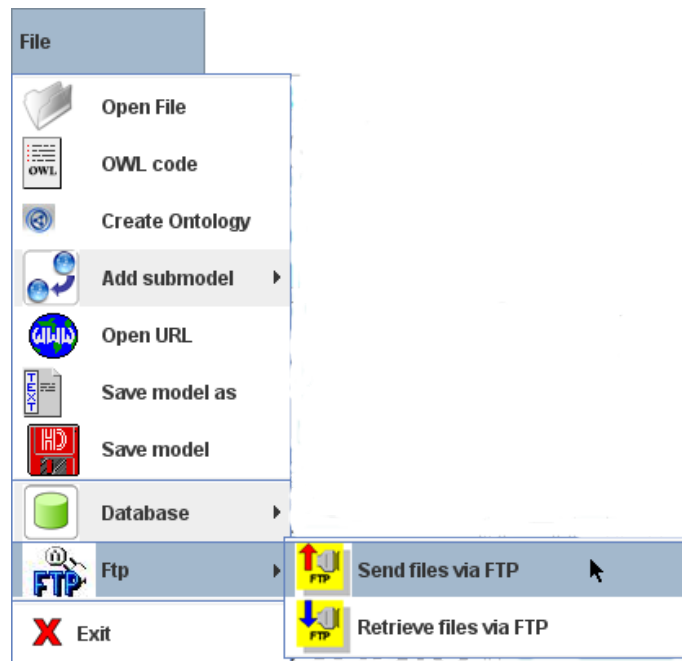 File
Open File
OWL
OWL code
Create Ontology
Add submodel
WWW
Open URL
TEXT
Save model as
HD
Save model
Database
FTP
Ftp
FTP
Send files via FTP
FTP
Retrieve files via FTP
X Exit